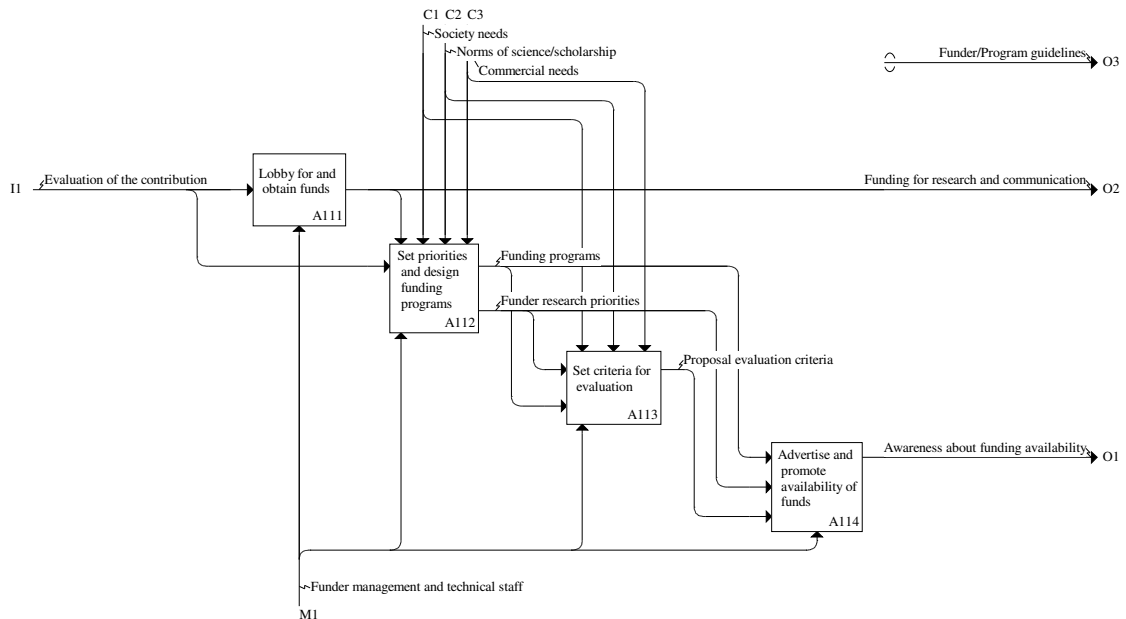 C1 C2 C3
Society needs
Norms of science/scholarship
Commercial needs
Funder/Program guidelines
O3
I1
Evaluation of the contribution
Lobby for and
obtain funds
A111
Funding for research and communication
O2
Set priorities
and design
funding
programs
A112
Funding programs
Funder research priorities
Set criteria for
evaluation
A113
Proposal evaluation criteria
Advertise and
promote
availability of
funds
A114
Awareness about funding availability
O1
Funder management and technical staff
M1